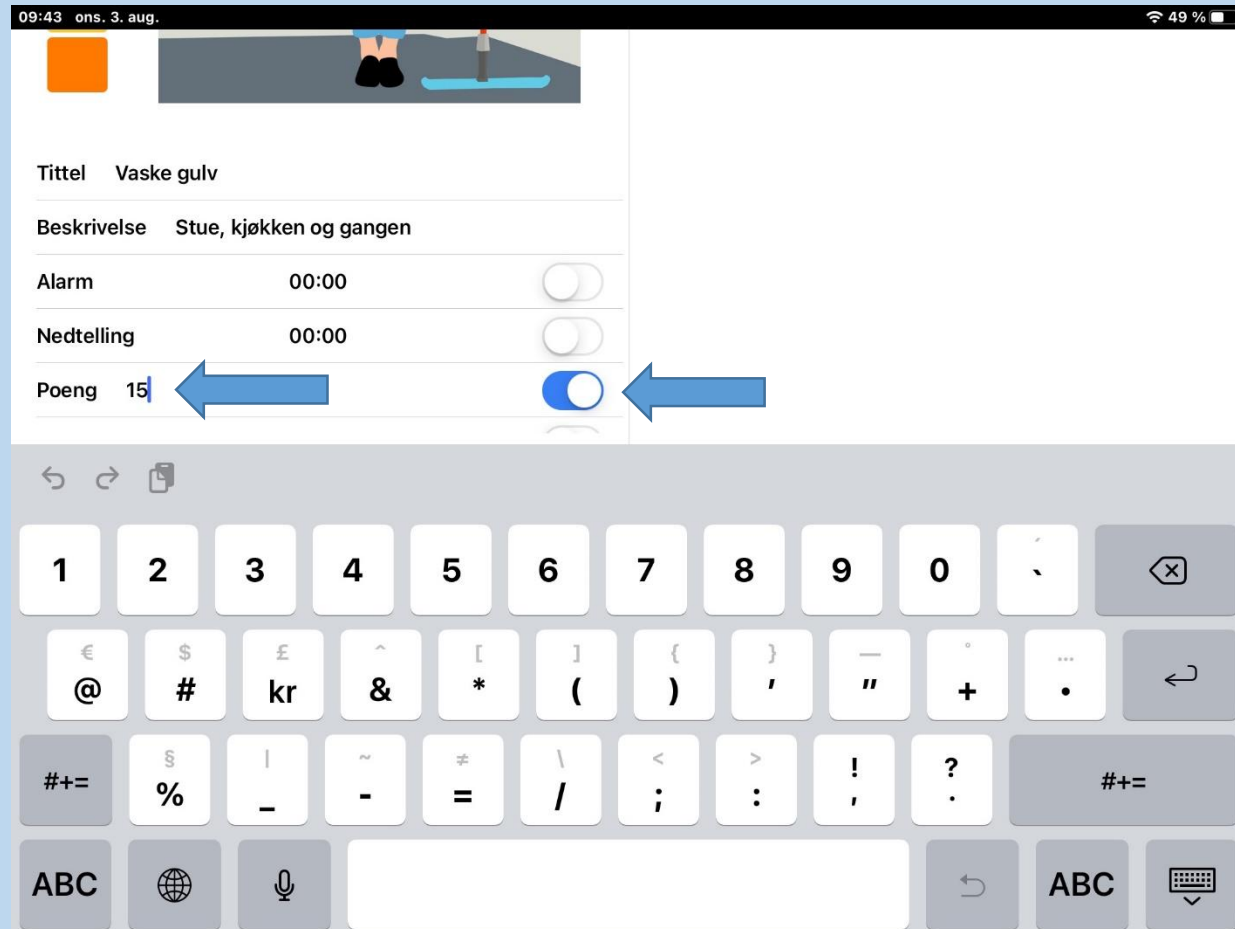 09:43 ons. 3. aug. 49 %
Tittel Vaske gulv
Beskrivelse Stue, kjøkken og gangen
Alarm 00:00
Nedtelling 00:00
Poeng 15
1 2 3 4 5 6 7 8 9 0 ´ `
€ $ £ ^ [ ] { } — ° …
@ # kr & * ( ) ' " + •
§ | ~ ≠ \ < > ! ?
#+= % _ - = / ; : , . #+=
ABC ABC